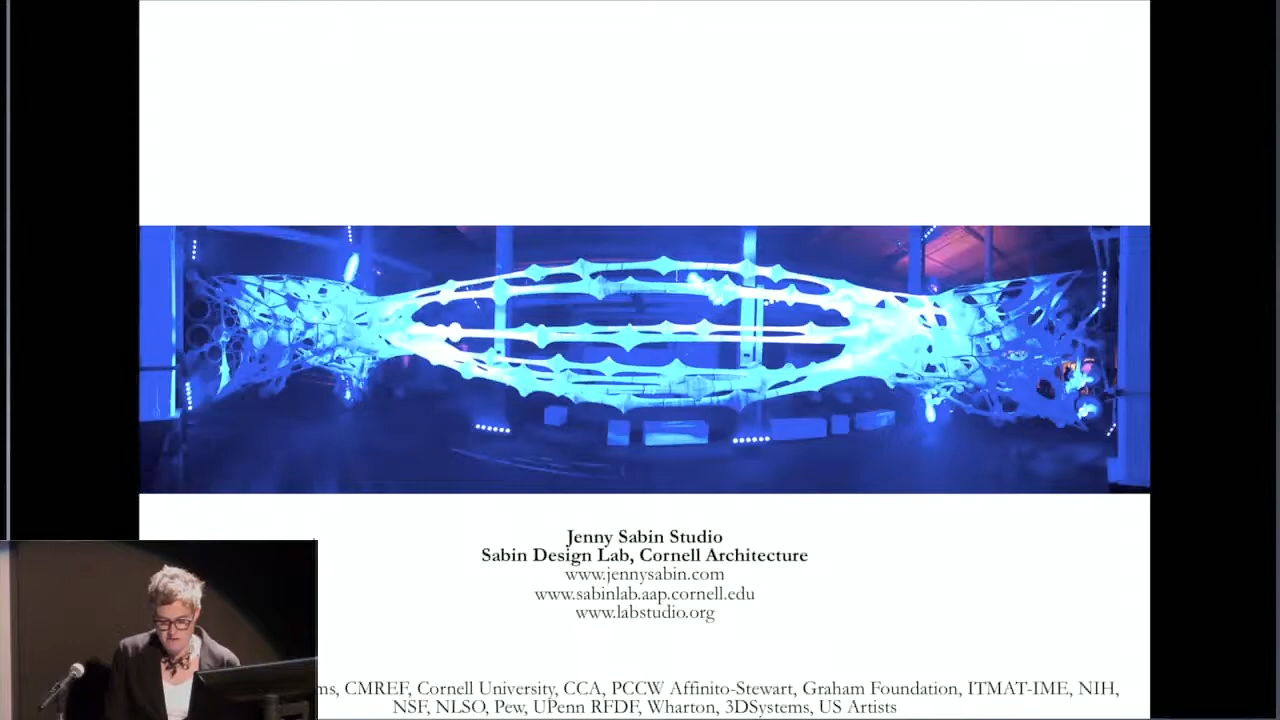 Jenny Sabin Studio
Sabin Design Lab, Cornell Architecture
www.jennysabin.com
www.sabinlab.aap.cornell.edu
www.labstudio.org
CMREF, Cornell University, CCA, PCCW Affinito-Stewart, Graham Foundation, ITMAT-IME, NIH,
NSF, NLSO, Pew, UPenn RFDF, Wharton, 3DSystems, US Artists